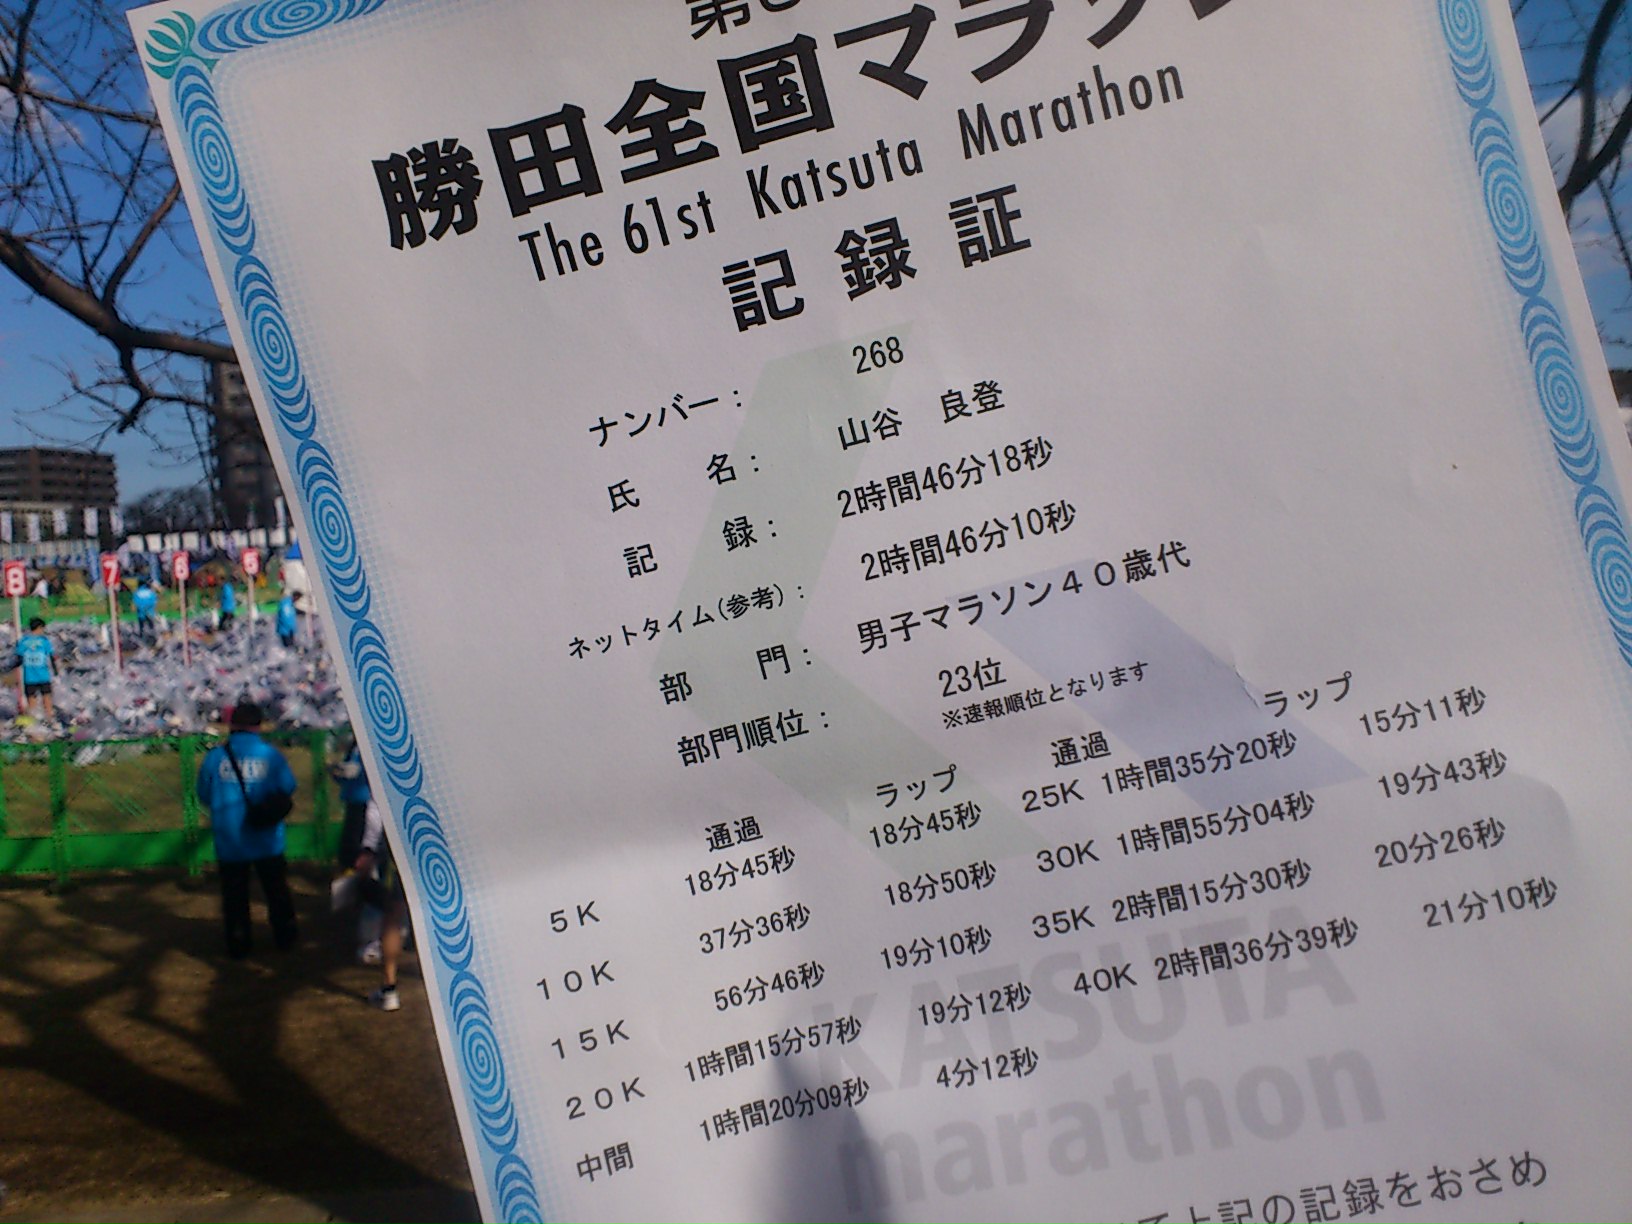 勝田全国マラソン
The 61st Katsuta Marathon
記録証
ナンバー： 268
氏 名： 山谷 良登
記 録： 2時間46分18秒
ネットタイム(参考)： 2時間46分10秒
部 門： 男子マラソン４０歳代
部門順位： 23位
※速報順位となります
通過 ラップ 通過 ラップ
５Ｋ 18分45秒 18分45秒 25K 1時間35分20秒 15分11秒
１０Ｋ 37分36秒 18分50秒 30K 1時間55分04秒 19分43秒
１５Ｋ 56分46秒 19分10秒 35K 2時間15分30秒 20分26秒
２０Ｋ 1時間15分57秒 19分12秒 40K 2時間36分39秒 21分10秒
中間 1時間20分09秒 4分12秒
KATSUTA
marathon
上記の記録をおさめ
8
7
6
5